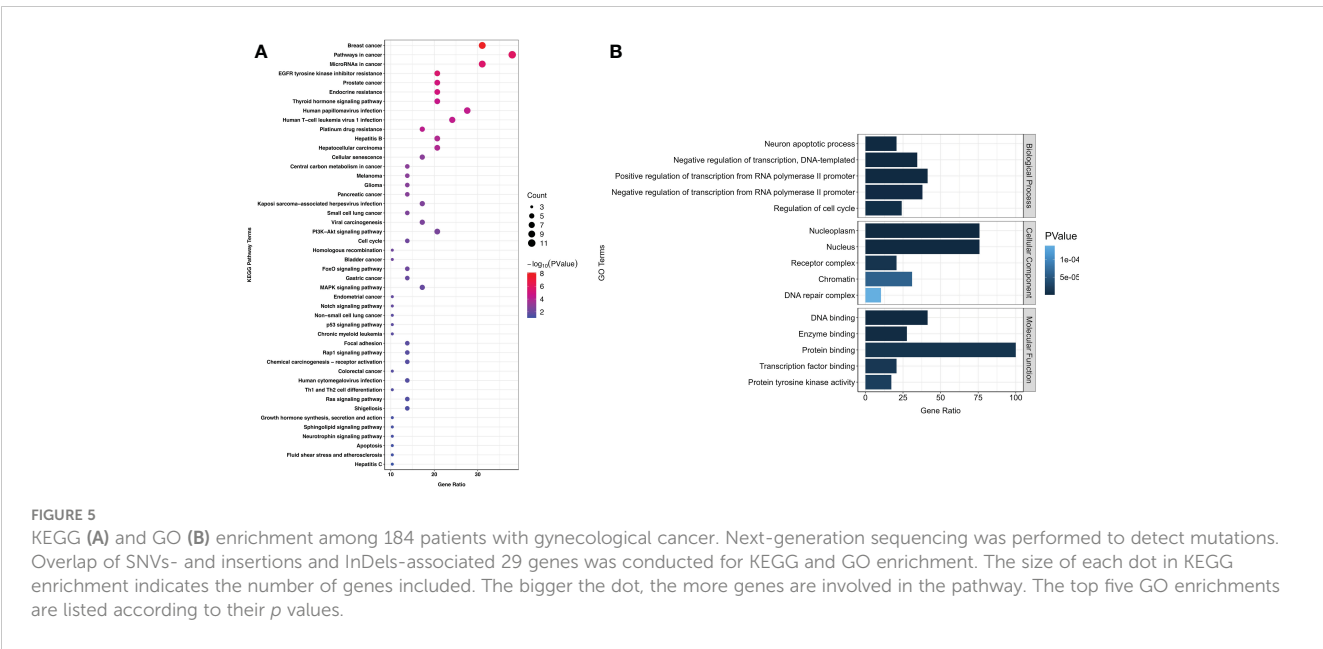 A
Breast cancer
Pathways in cancer
MicroRNAs in cancer
EGFR tyrosine kinase inhibitor resistance
Prostate cancer
Endocrine resistance
Thyroid hormone signaling pathway
Human papillomavirus infection
Human T−cell leukemia virus 1 infection
Platinum drug resistance
Hepatitis B
Hepatocellular carcinoma
Cellular senescence
Central carbon metabolism in cancer
Melanoma
Glioma
Pancreatic cancer
Kaposi sarcoma−associated herpesvirus infection
Small cell lung cancer
Viral carcinogenesis
PI3K−Akt signaling pathway
Cell cycle
Homologous recombination
Bladder cancer
FoxO signaling pathway
Gastric cancer
MAPK signaling pathway
Endometrial cancer
Notch signaling pathway
Non−small cell lung cancer
p53 signaling pathway
Chronic myeloid leukemia
Focal adhesion
Rap1 signaling pathway
Chemical carcinogenesis − receptor activation
Colorectal cancer
Human cytomegalovirus infection
Th1 and Th2 cell differentiation
Ras signaling pathway
Shigellosis
Growth hormone synthesis, secretion and action
Sphingolipid signaling pathway
Neurotrophin signaling pathway
Apoptosis
Fluid shear stress and atherosclerosis
Hepatitis C
KEGG Pathway Terms
10 20 30
Gene Ratio
Count
3
5
7
9
11
−log10(PValue)
8
6
4
2
B
GO Terms
Neuron apoptotic process
Negative regulation of transcription, DNA-templated
Positive regulation of transcription from RNA polymerase II promoter
Negative regulation of transcription from RNA polymerase II promoter
Regulation of cell cycle
Biological Process
Nucleoplasm
Nucleus
Receptor complex
Chromatin
DNA repair complex
Cellular Component
DNA binding
Enzyme binding
Protein binding
Transcription factor binding
Protein tyrosine kinase activity
Molecular Function
0 25 50 75 100
Gene Ratio
PValue
1e-04
5e-05
FIGURE 5
KEGG (A) and GO (B) enrichment among 184 patients with gynecological cancer. Next-generation sequencing was performed to detect mutations.
Overlap of SNVs- and insertions and InDels-associated 29 genes was conducted for KEGG and GO enrichment. The size of each dot in KEGG
enrichment indicates the number of genes included. The bigger the dot, the more genes are involved in the pathway. The top five GO enrichments
are listed according to their p values.